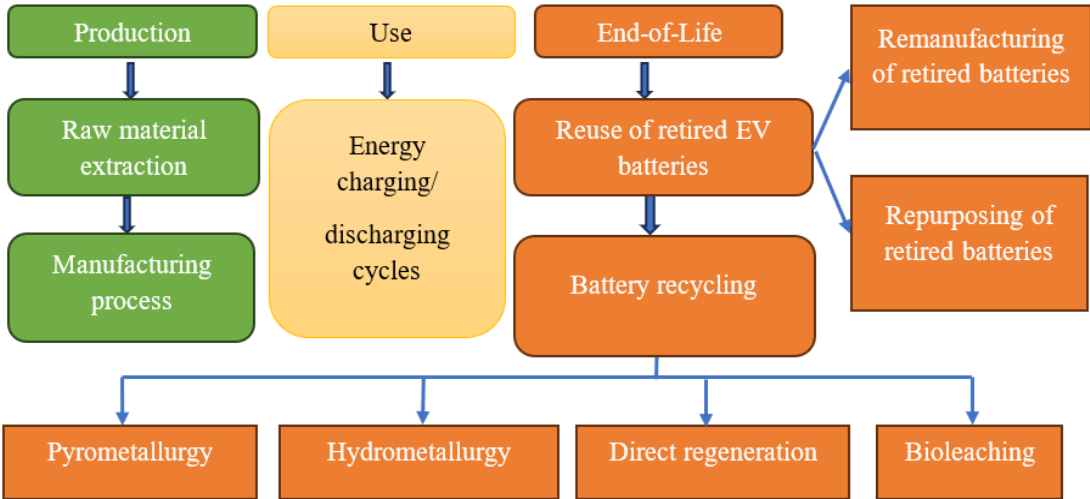 Production
Use
End-of-Life
Remanufacturing
of retired batteries
Raw material
extraction
Energy
charging/
discharging
cycles
Reuse of retired EV
batteries
Repurposing of
retired batteries
Manufacturing
process
Battery recycling
Pyrometallurgy
Hydrometallurgy
Direct regeneration
Bioleaching